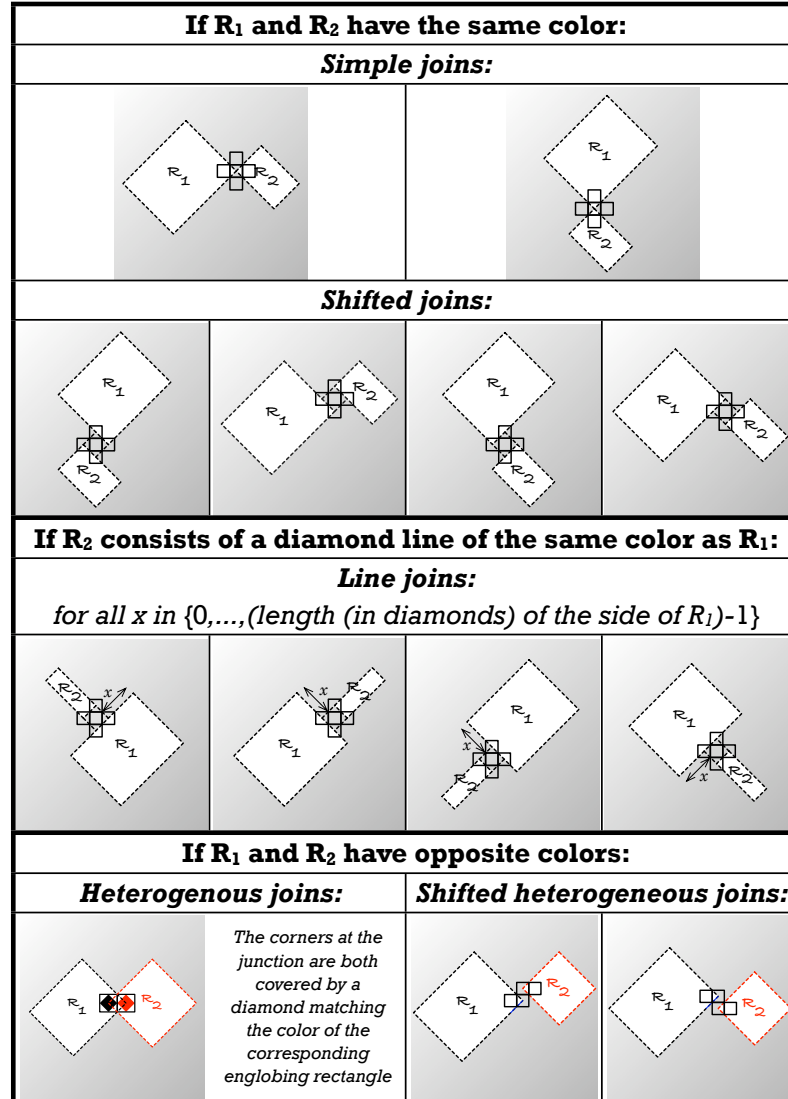 If R₁ and R₂ have the same color:
Simple joins:
R₁ R₂
R₁
R₂
Shifted joins:
R₁
R₂
R₁ R₂
R₁
R₂
R₁ R₂
If R₂ consists of a diamond line of the same color as R₁:
Line joins:
for all x in {0,...,(length (in diamonds) of the side of R₁)-1}
R₂ x
R₁
x R₂
R₁
R₁
x
R₂
R₁
x R₂
If R₁ and R₂ have opposite colors:
Heterogenous joins:
Shifted heterogeneous joins:
R₁ R₂
The corners at the
junction are both
covered by a
diamond matching
the color of the
corresponding
englobing rectangle
R₁ R₂
R₁ R₂